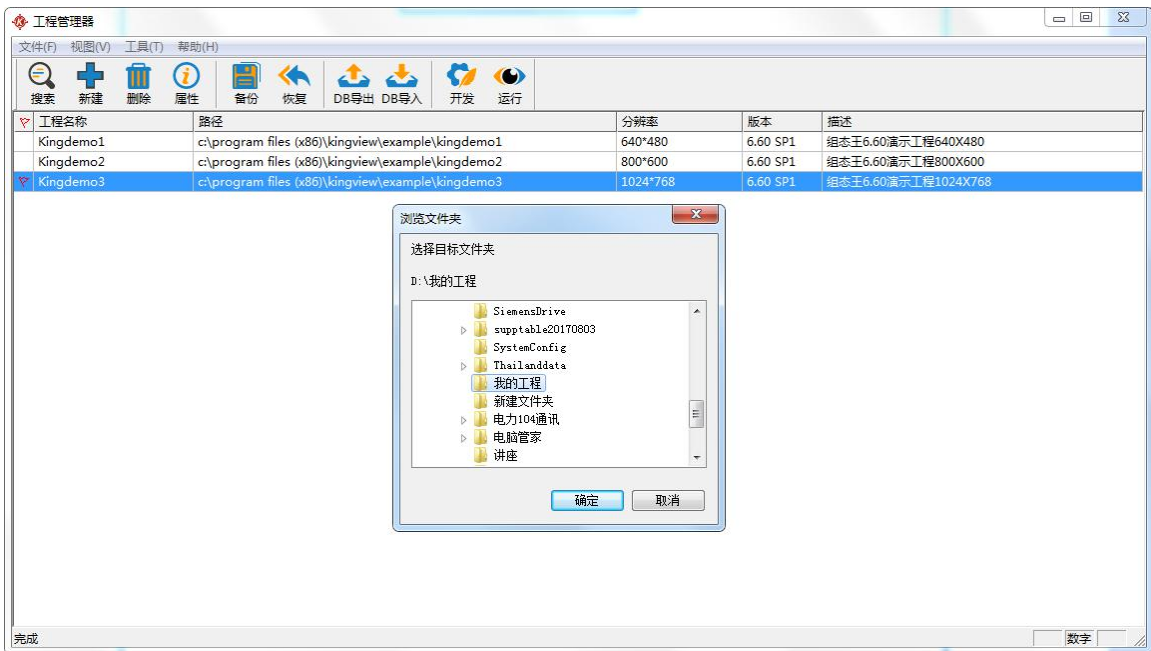 工程管理器
文件(F) 视图(V) 工具(T) 帮助(H)
搜索 新建 删除 属性 备份 恢复 DB导出 DB导入 开发 运行
工程名称 路径 分辨率 版本 描述
Kingdemo1 c:\program files (x86)\kingview\example\kingdemo1 640*480 6.60 SP1 组态王6.60演示工程640X480
Kingdemo2 c:\program files (x86)\kingview\example\kingdemo2 800*600 6.60 SP1 组态王6.60演示工程800X600
Kingdemo3 c:\program files (x86)\kingview\example\kingdemo3 1024*768 6.60 SP1 组态王6.60演示工程1024X768
浏览文件夹
选择目标文件夹
D:\我的工程
SiemensDrive
supptable20170803
SystemConfig
Thailanddata
我的工程
新建文件夹
电力104通讯
电脑管家
讲座
确定 取消
完成 数字